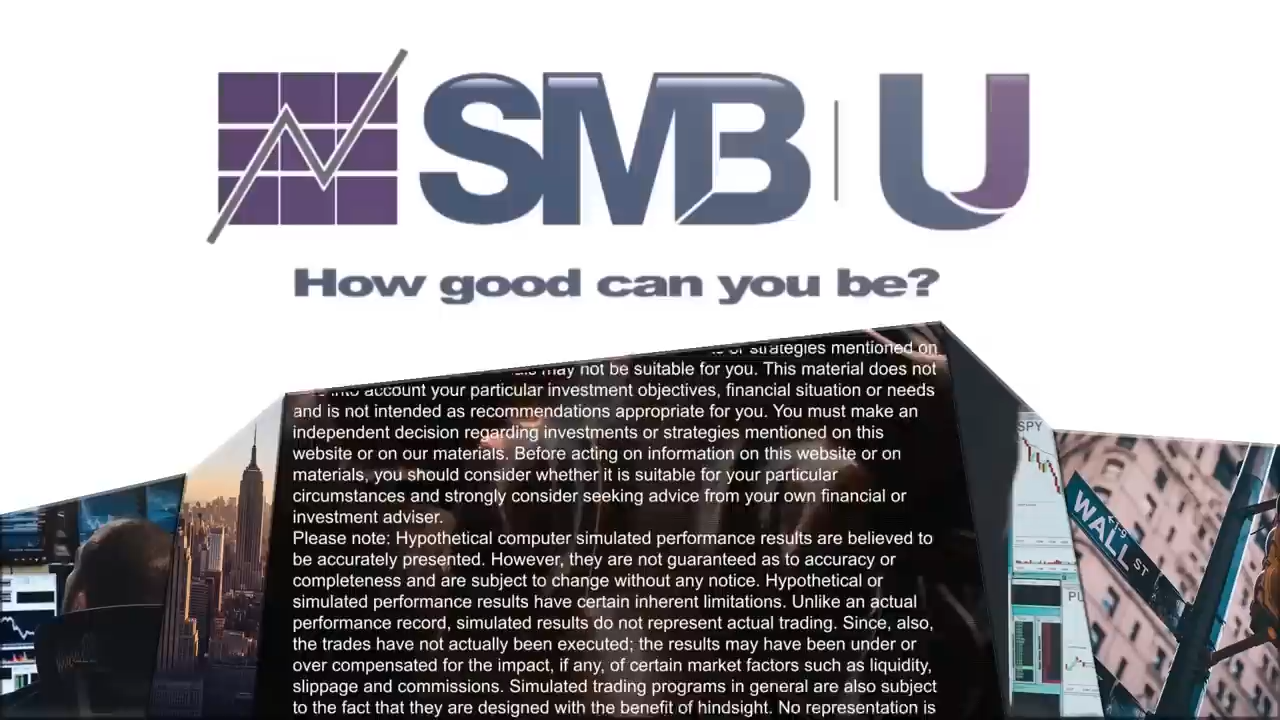 SMB | U
How good can you be?
or strategies mentioned on
may not be suitable for you. This material does not
into account your particular investment objectives, financial situation or needs
and is not intended as recommendations appropriate for you. You must make an
independent decision regarding investments or strategies mentioned on this
website or on our materials. Before acting on information on this website or on
materials, you should consider whether it is suitable for your particular
circumstances and strongly consider seeking advice from your own financial or
investment adviser.
Please note: Hypothetical computer simulated performance results are believed to
be accurately presented. However, they are not guaranteed as to accuracy or
completeness and are subject to change without any notice. Hypothetical or
simulated performance results have certain inherent limitations. Unlike an actual
performance record, simulated results do not represent actual trading. Since, also,
the trades have not actually been executed; the results may have been under or
over compensated for the impact, if any, of certain market factors such as liquidity,
slippage and commissions. Simulated trading programs in general are also subject
to the fact that they are designed with the benefit of hindsight. No representation is
SPY
WALL ST